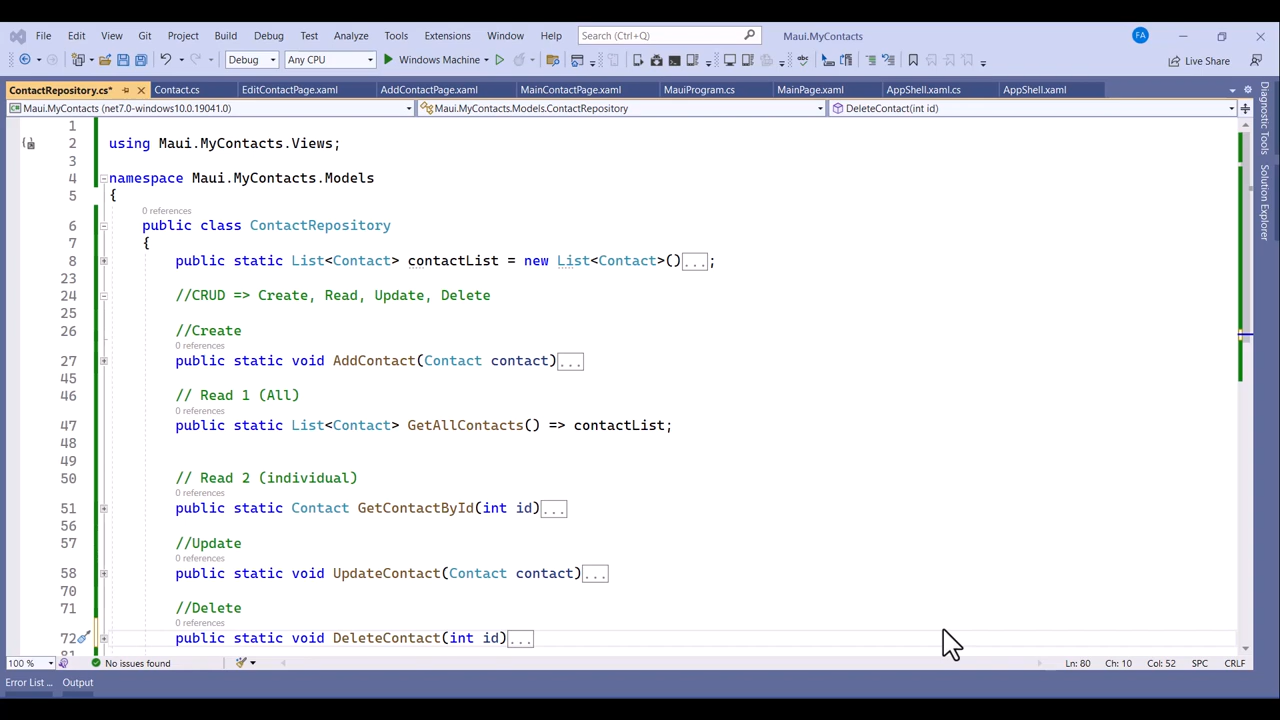 File Edit View Git Project Build Debug Test Analyze Tools Extensions Window Help Search (Ctrl+Q) Maui.MyContacts FA
Debug Any CPU Windows Machine Live Share
ContactRepository.cs* Contact.cs EditContactPage.xaml AddContactPage.xaml MainContactPage.xaml MauiProgram.cs MainPage.xaml AppShell.xaml.cs AppShell.xaml
Maui.MyContacts (net7.0-windows10.0.19041.0) Maui.MyContacts.Models.ContactRepository DeleteContact(int id)
1
2 using Maui.MyContacts.Views;
3
4 namespace Maui.MyContacts.Models
5 {
0 references
6 public class ContactRepository
7 {
8 public static List<Contact> contactList = new List<Contact>()...;
23
24 //CRUD => Create, Read, Update, Delete
25
26 //Create
0 references
27 public static void AddContact(Contact contact)...
45
46 // Read 1 (All)
0 references
47 public static List<Contact> GetAllContacts() => contactList;
48
49
50 // Read 2 (individual)
0 references
51 public static Contact GetContactById(int id)...
56
57 //Update
0 references
58 public static void UpdateContact(Contact contact)...
70
71 //Delete
0 references
72 public static void DeleteContact(int id)...
81
100 % No issues found Ln: 80 Ch: 10 Col: 52 SPC CRLF
Error List ... Output
Diagnostic Tools
Solution Explorer